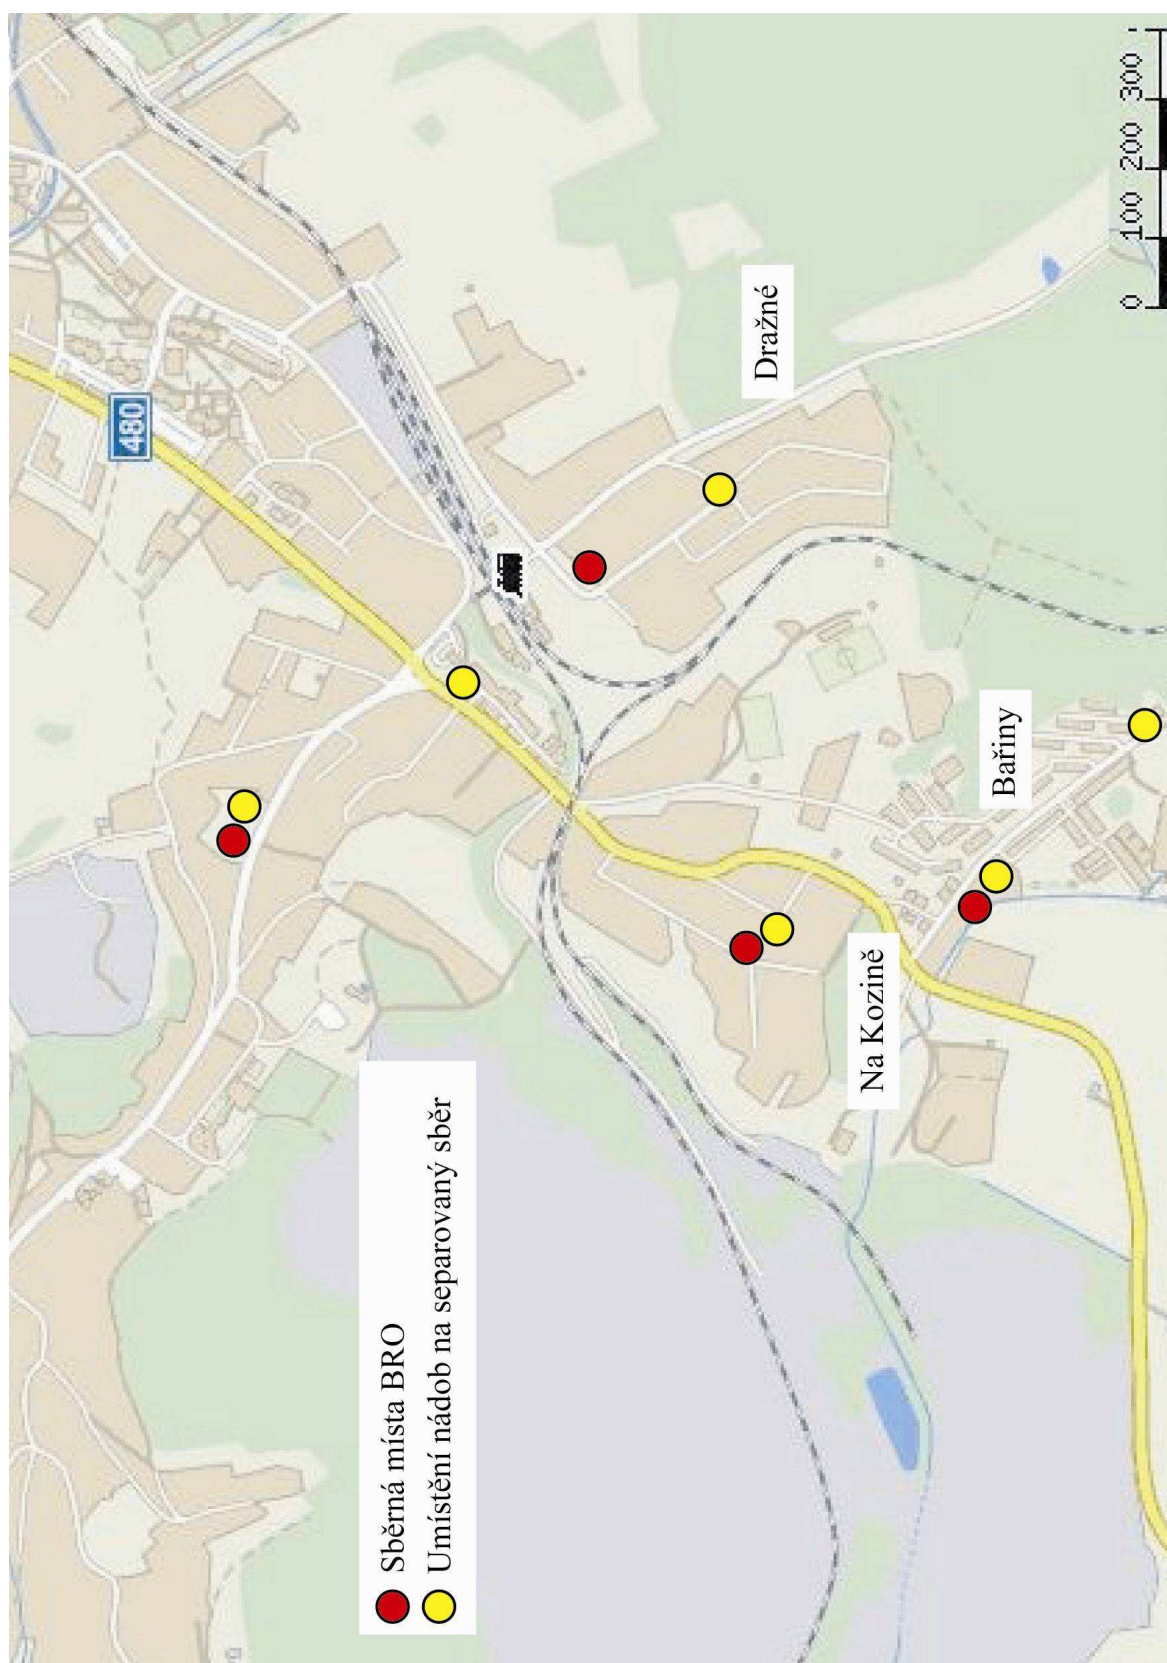 480
Dražné
Bařiny
Na Kozině
Sběrná místa BRO
Umístění nádob na separovaný sběr
0 100 200 300